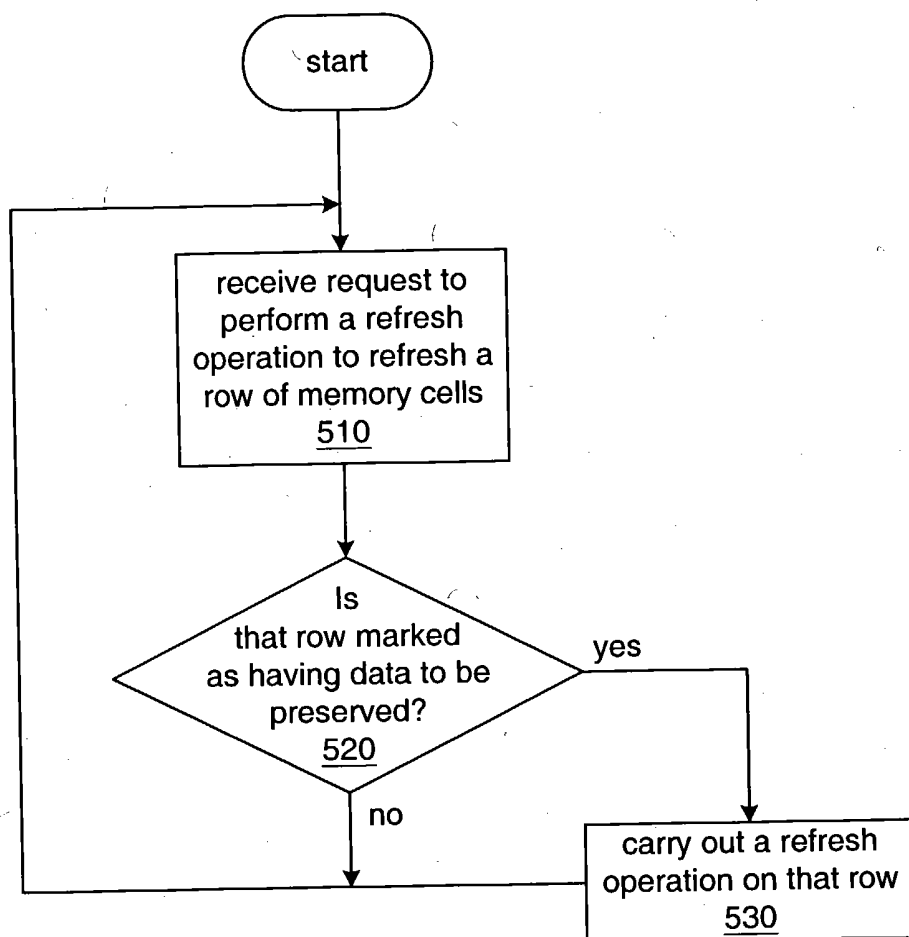 start
receive request to
perform a refresh
operation to refresh a
row of memory cells
510
Is
that row marked
as having data to be
preserved?
520
yes
no
carry out a refresh
operation on that row
530